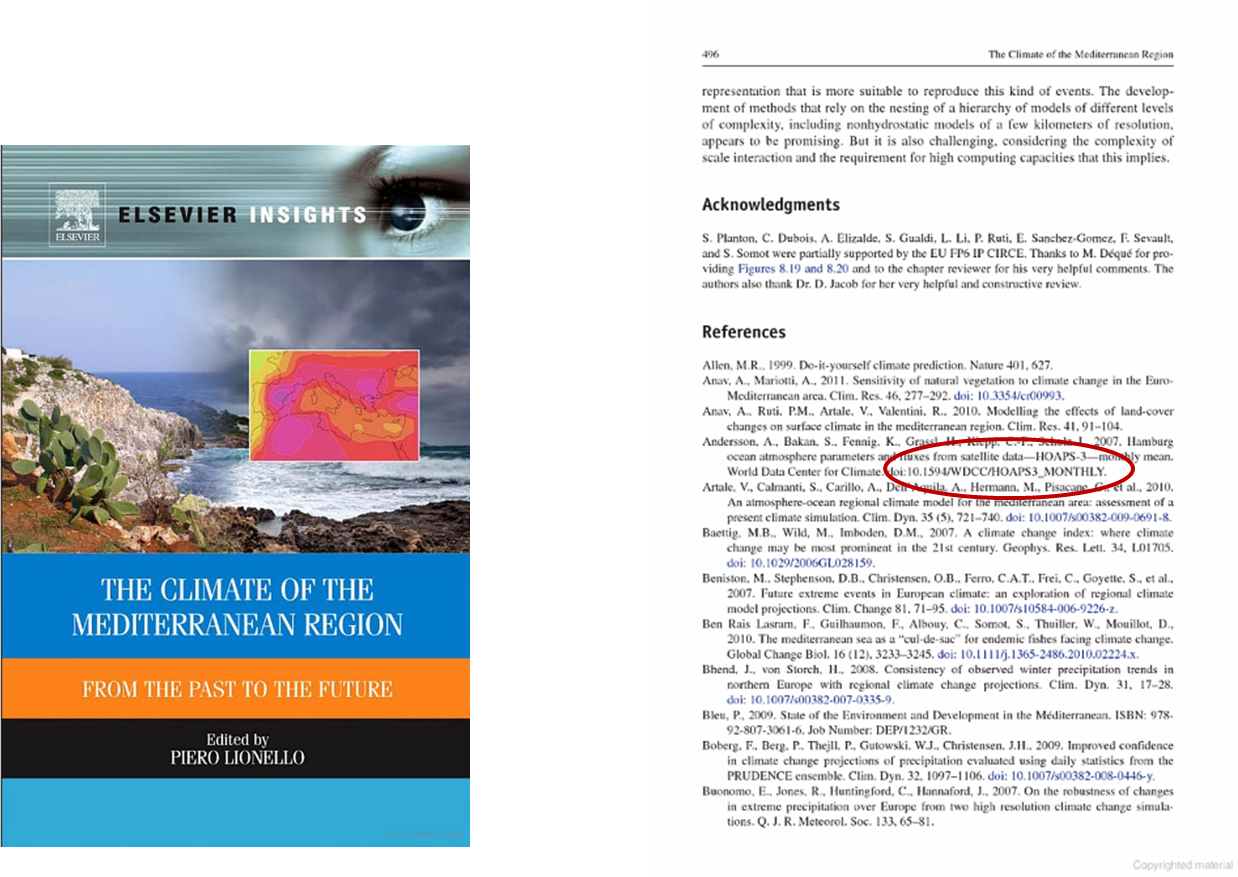 ELSEVIER
ELSEVIER INSIGHTS
THE CLIMATE OF THE
MEDITERRANEAN REGION
FROM THE PAST TO THE FUTURE
Edited by
PIERO LIONELLO
496 The Climate of the Mediterranean Region
representation that is more suitable to reproduce this kind of events. The develop-
ment of methods that rely on the nesting of a hierarchy of models of different levels
of complexity, including nonhydrostatic models of a few kilometers of resolution,
appears to be promising. But it is also challenging, considering the complexity of
scale interaction and the requirement for high computing capacities that this implies.
Acknowledgments
S. Planton, C. Dubois, A. Elizalde, S. Gualdi, L. Li, P. Ruti, E. Sanchez-Gomez, F. Sevault,
and S. Somot were partially supported by the EU FP6 IP CIRCE. Thanks to M. Déqué for pro-
viding Figures 8.19 and 8.20 and to the chapter reviewer for his very helpful comments. The
authors also thank Dr. D. Jacob for her very helpful and constructive review.
References
Allen, M.R., 1999. Do-it-yourself climate prediction. Nature 401, 627.
Anav, A., Mariotti, A., 2011. Sensitivity of natural vegetation to climate change in the Euro-
Mediterranean area. Clim. Res. 46, 277–292. doi: 10.3354/cr00993.
Anav, A., Ruti, P.M., Artale, V., Valentini, R., 2010. Modelling the effects of land-cover
changes on surface climate in the mediterranean region. Clim. Res. 41, 91–104.
Andersson, A., Bakan, S., Fennig, K., Grassl, H., Klepp, C.-P., Schulz, J., 2007. Hamburg
ocean atmosphere parameters and fluxes from satellite data—HOAPS-3—monthly mean.
World Data Center for Climate. doi:10.1594/WDCC/HOAPS3_MONTHLY.
Artale, V., Calmanti, S., Carillo, A., Dell'Aquila, A., Hermann, M., Pisacane, G., et al., 2010.
An atmosphere-ocean regional climate model for the mediterranean area: assessment of a
present climate simulation. Clim. Dyn. 35 (5), 721–740. doi: 10.1007/s00382-009-0691-8.
Baettig, M.B., Wild, M., Imboden, D.M., 2007. A climate change index: where climate
change may be most prominent in the 21st century. Geophys. Res. Lett. 34, L01705.
doi: 10.1029/2006GL028159.
Beniston, M., Stephenson, D.B., Christensen, O.B., Ferro, C.A.T., Frei, C., Goyette, S., et al.,
2007. Future extreme events in European climate: an exploration of regional climate
model projections. Clim. Change 81, 71–95. doi: 10.1007/s10584-006-9226-z.
Ben Rais Lasram, F., Guilhaumon, F., Albouy, C., Somot, S., Thuiller, W., Mouillot, D.,
2010. The mediterranean sea as a “cul-de-sac” for endemic fishes facing climate change.
Global Change Biol. 16 (12), 3233–3245. doi: 10.1111/j.1365-2486.2010.02224.x.
Bhend, J., von Storch, H., 2008. Consistency of observed winter precipitation trends in
northern Europe with regional climate change projections. Clim. Dyn. 31, 17–28.
doi: 10.1007/s00382-007-0335-9.
Bleu, P., 2009. State of the Environment and Development in the Méditerranean. ISBN: 978-
92-807-3061-6. Job Number: DEP/1232/GR.
Boberg, F., Berg, P., Thejll, P., Gutowski, W.J., Christensen, J.H., 2009. Improved confidence
in climate change projections of precipitation evaluated using daily statistics from the
PRUDENCE ensemble. Clim. Dyn. 32, 1097–1106. doi: 10.1007/s00382-008-0446-y.
Buonomo, E., Jones, R., Huntingford, C., Hannaford, J., 2007. On the robustness of changes
in extreme precipitation over Europe from two high resolution climate change simula-
tions. Q. J. R. Meteorol. Soc. 133, 65–81.
Copyrighted material